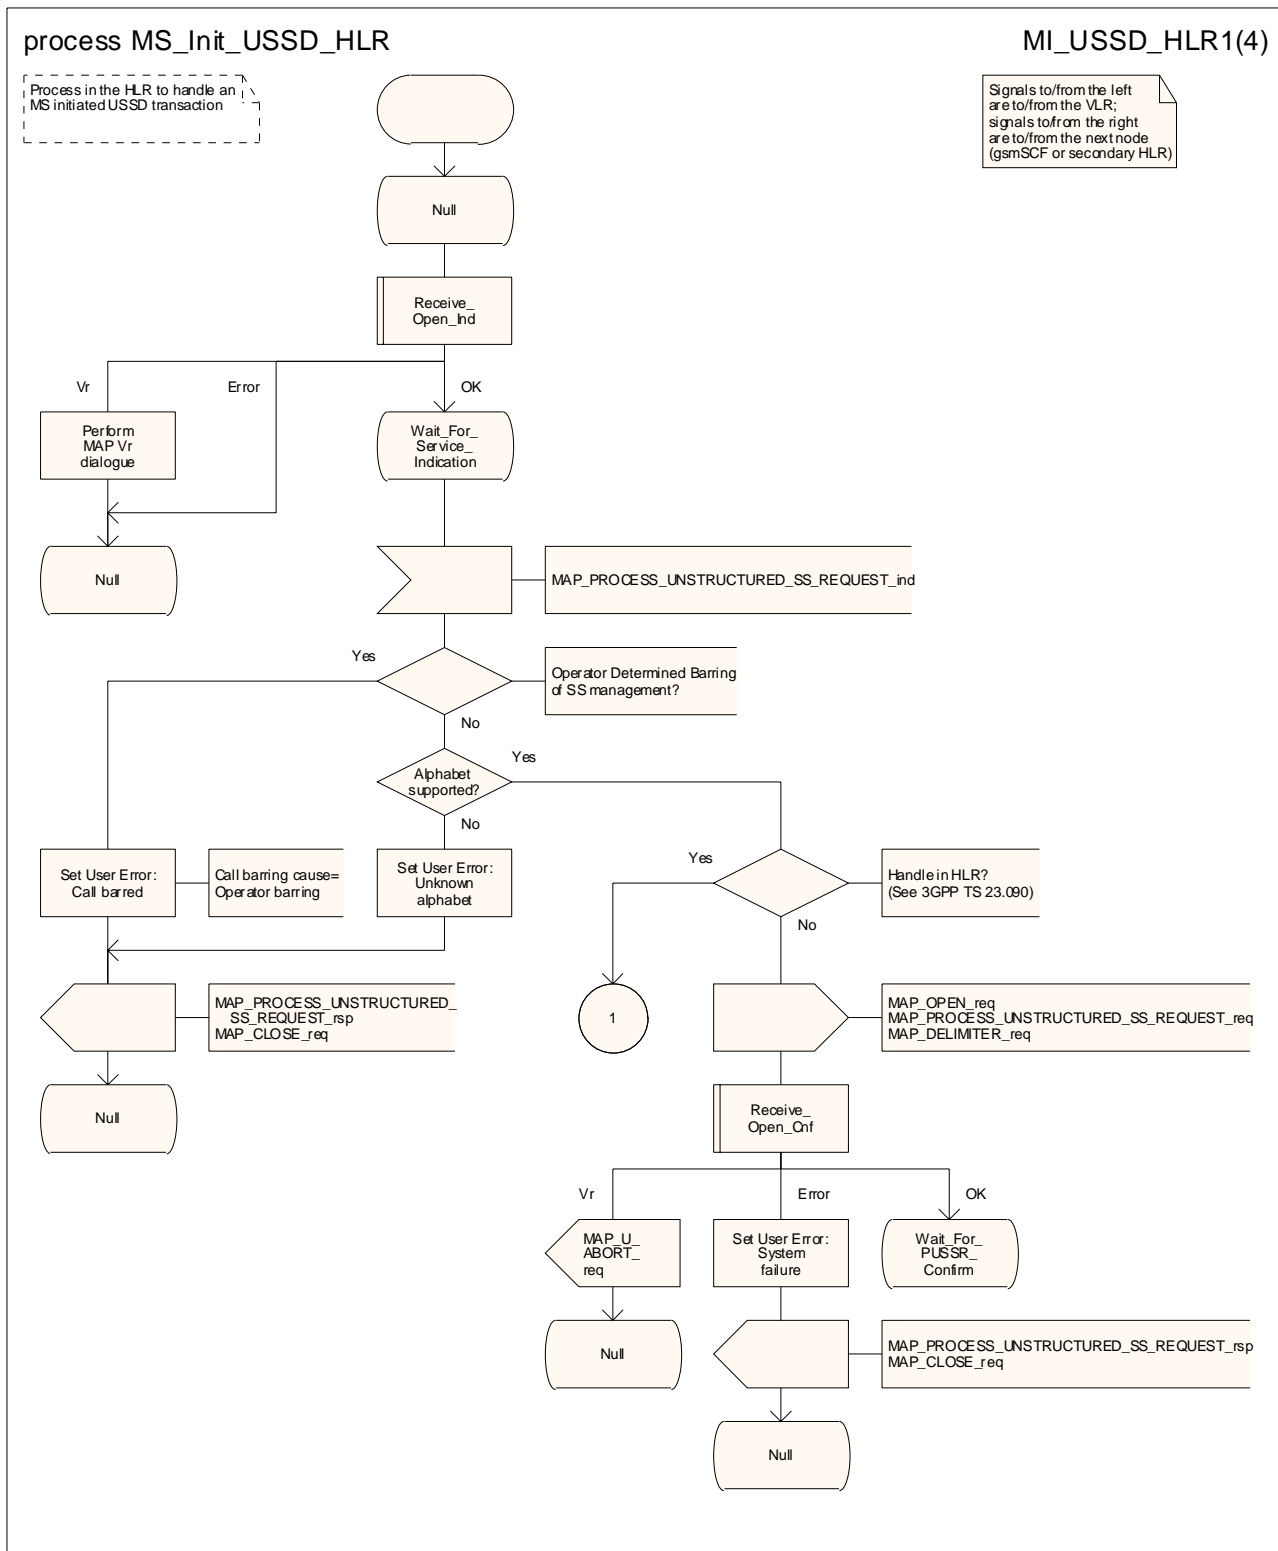 process MS_Init_USSD_HLR
MI_USSD_HLR1(4)
Process in the HLR to handle an
MS initiated USSD transaction
Signals to/from the left
are to/from the VLR;
signals to/from the right
are to/from the next node
(gsmSCF or secondary HLR)
Null
Receive_
Open_Ind
Vr
Error
OK
Perform
MAP Vr
dialogue
Wait_For_
Service_
Indication
Null
MAP_PROCESS_UNSTRUCTURED_SS_REQUEST_ind
Yes
Operator Determined Barring
of SS management?
No
Yes
Alphabet
supported?
No
Yes
Set User Error:
Call barred
Call barring cause=
Operator barring
Set User Error:
Unknown
alphabet
Handle in HLR?
(See 3GPP TS 23.090)
No
MAP_PROCESS_UNSTRUCTURED_
SS_REQUEST_rsp
MAP_CLOSE_req
1
MAP_OPEN_req
MAP_PROCESS_UNSTRUCTURED_SS_REQUEST_req
MAP_DELIMITER_req
Null
Receive_
Open_Cnf
Vr
Error
OK
MAP_U_
ABORT_
req
Set User Error:
System
failure
Wait_For_
PUSSR_
Confirm
Null
MAP_PROCESS_UNSTRUCTURED_SS_REQUEST_rsp
MAP_CLOSE_req
Null